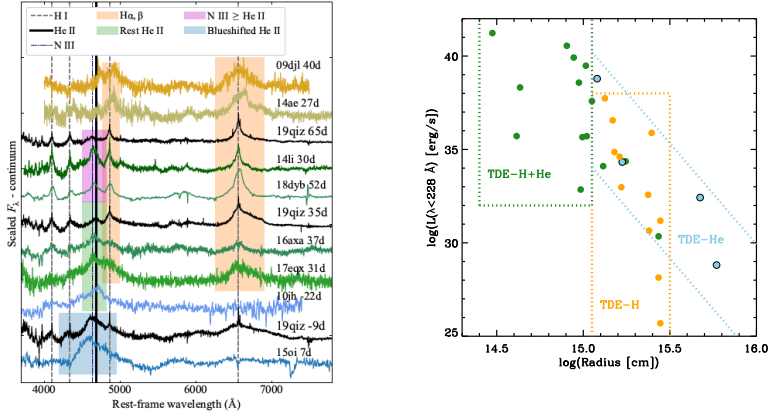 H I
He II
N III
Hα, β
Rest He II
N III ≥ He II
Blueshifted He II
09djl 40d
14ae 27d
19qiz 65d
14li 30d
18dyb 52d
19qiz 35d
16axa 37d
17eqx 31d
10jh -22d
19qiz -9d
15oi 7d
Scaled Fλ - continuum
4000 5000 6000 7000
Rest-frame wavelength (Å)
log(L(λ<228 Å) [erg/s])
40
35
30
25
TDE-H+He
TDE-He
TDE-H
14.5 15.0 15.5 16.0
log(Radius [cm])